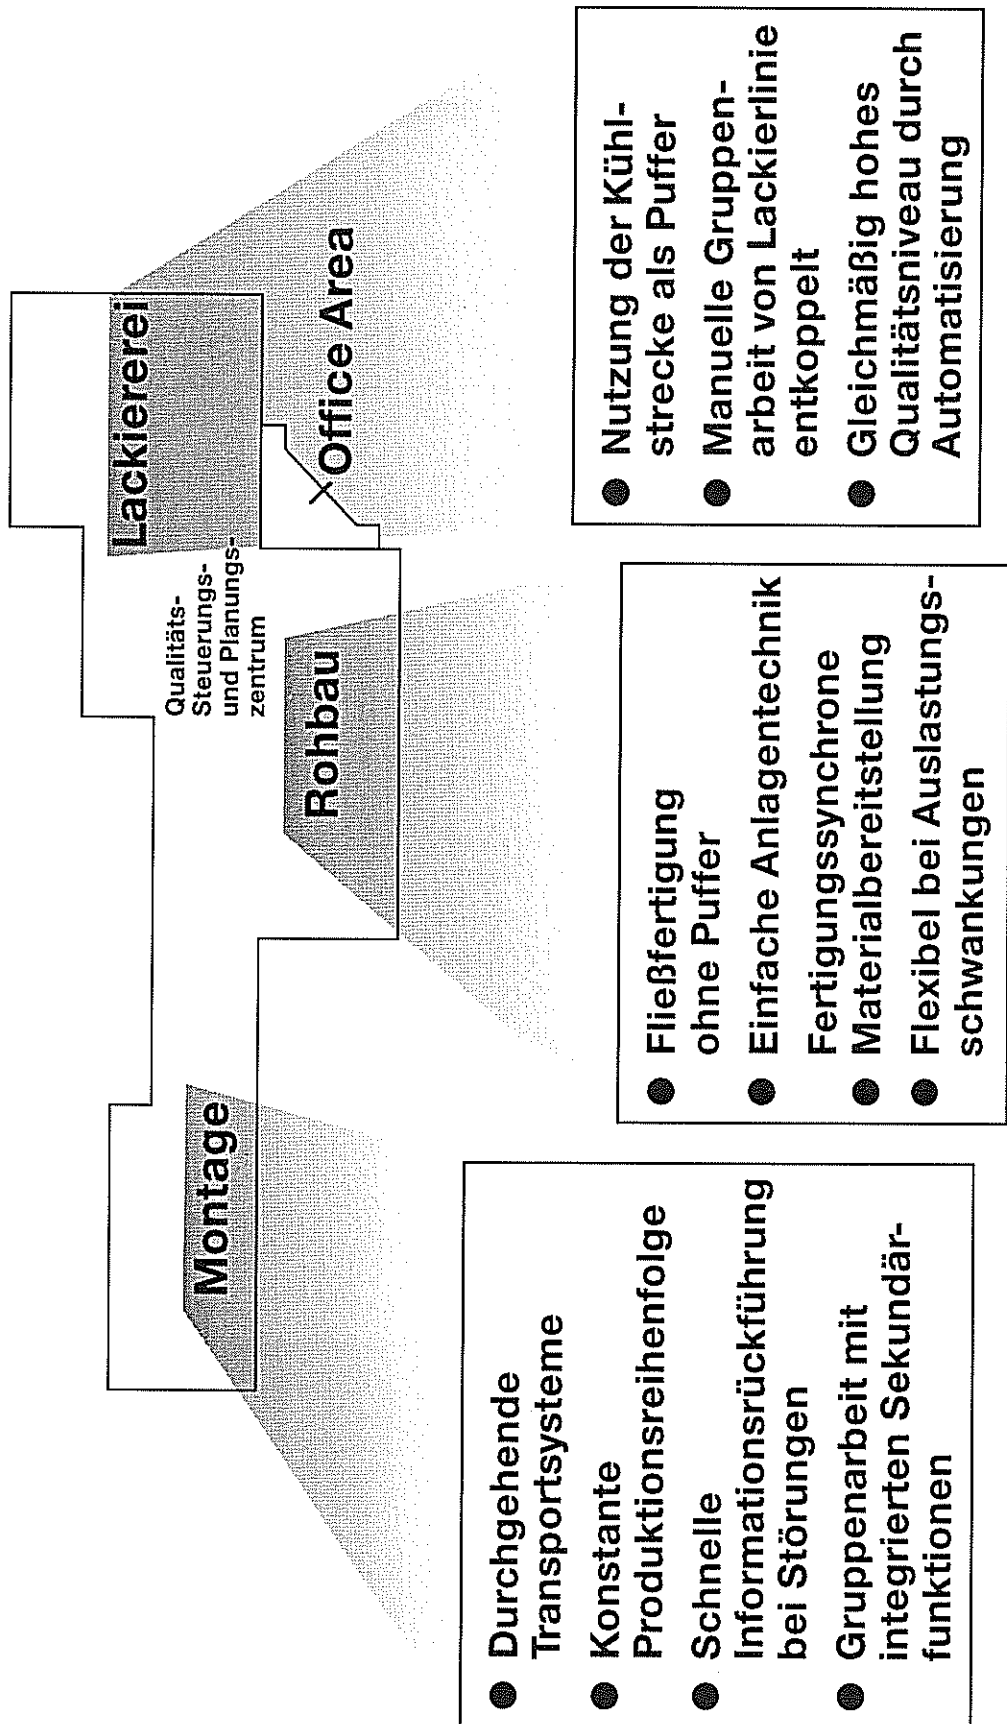 Montage
Rohbau
Qualitäts-
Steuerungs-
und Planungs-
zentrum
Lackiererei
Office Area
Durchgehende
Transportsysteme
Konstante
Produktionsreihenfolge
Schnelle
Informationsrückführung
bei Störungen
Gruppenarbeit mit
integrierten Sekundär-
funktionen
Fließfertigung
ohne Puffer
Einfache Anlagentechnik
Fertigungssynchrone
Materialbereitstellung
Flexibel bei Auslastungs-
schwankungen
Nutzung der Kühl-
strecke als Puffer
Manuelle Gruppen-
arbeit von Lackierlinie
entkoppelt
Gleichmäßig hohes
Qualitätsniveau durch
Automatisierung